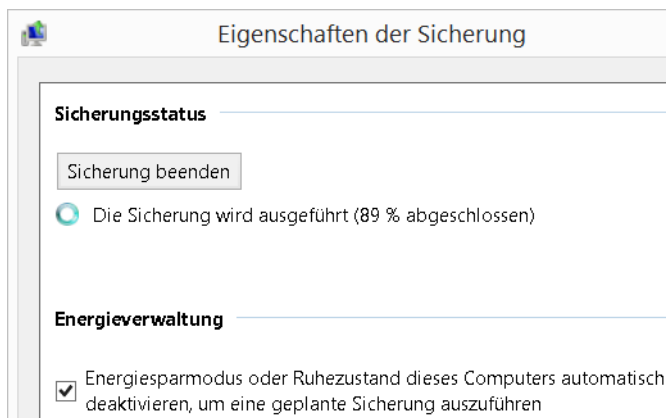 Eigenschaften der Sicherung
Sicherungsstatus
Sicherung beenden
Die Sicherung wird ausgeführt (89 % abgeschlossen)
Energieverwaltung
Energiesparmodus oder Ruhezustand dieses Computers automatisch
deaktivieren, um eine geplante Sicherung auszuführen